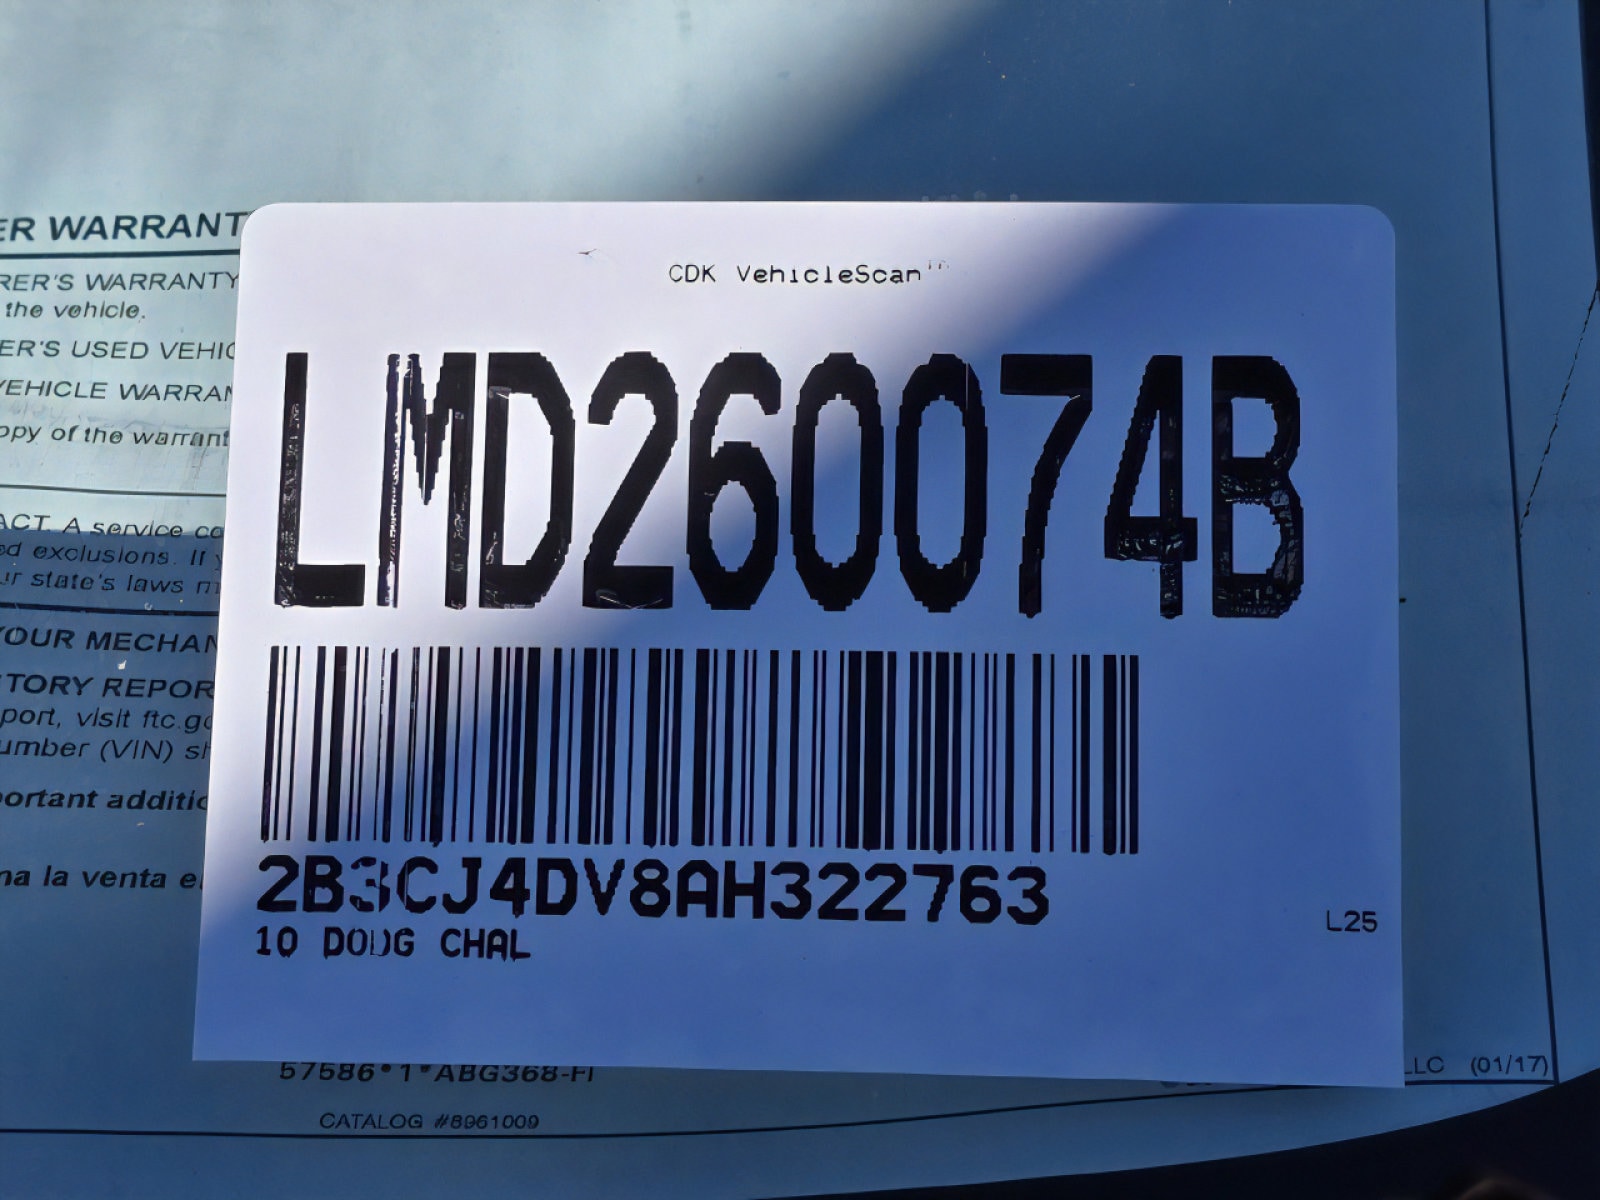 ER WARRANT
RER'S WARRANTY
the vehicle.
ER'S USED VEHIC
VEHICLE WARRAN
opy of the warrant
ACT. A service co
ed exclusions. If y
ur state's laws m
YOUR MECHAN
TORY REPOR
port, visit ftc.go
umber (VIN) sh
portant additio
na la venta e
CDK VehicleScan
LMD260074B
2B3CJ4DV8AH322763
10 DODG CHAL
L25
57586*1*ABG368-FI
LLC (01/17)
CATALOG #8961009